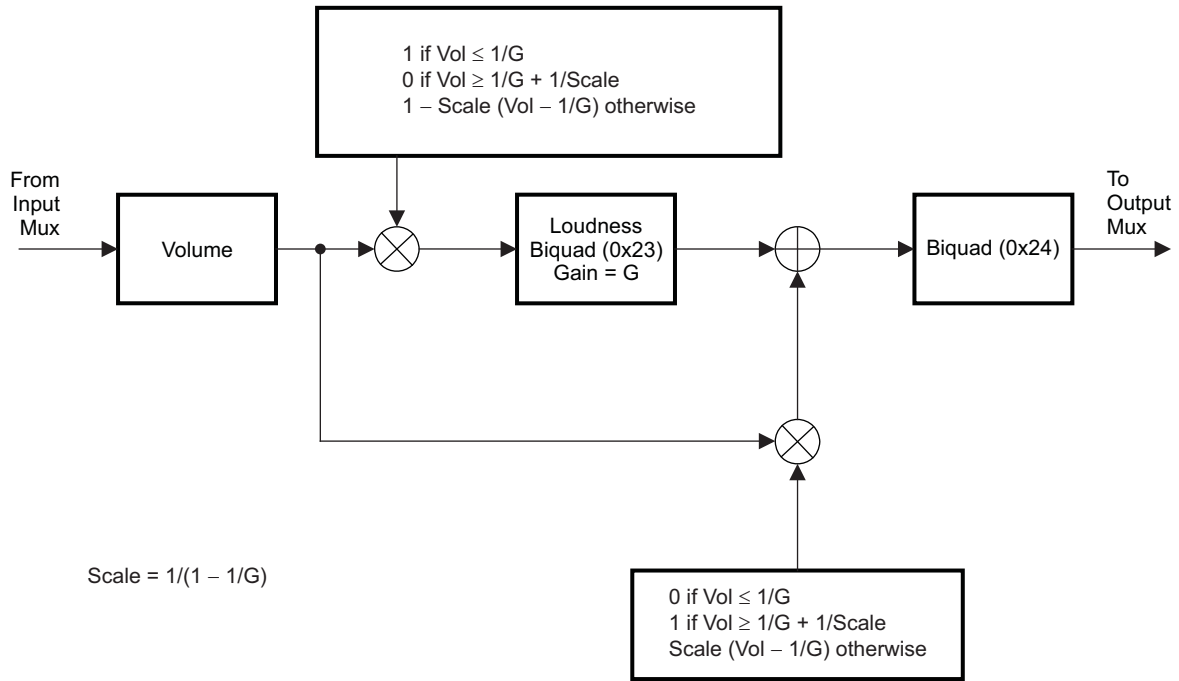 1 if Vol ≤ 1/G
0 if Vol ≥ 1/G + 1/Scale
1 – Scale (Vol – 1/G) otherwise
From
Input
Mux
Volume
Loudness
Biquad (0x23)
Gain = G
Biquad (0x24)
To
Output
Mux
Scale = 1/(1 – 1/G)
0 if Vol ≤ 1/G
1 if Vol ≥ 1/G + 1/Scale
Scale (Vol – 1/G) otherwise